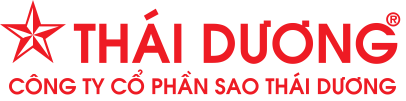 THÁI DƯƠNG®
CÔNG TY CỔ PHẦN SAO THÁI DƯƠNG